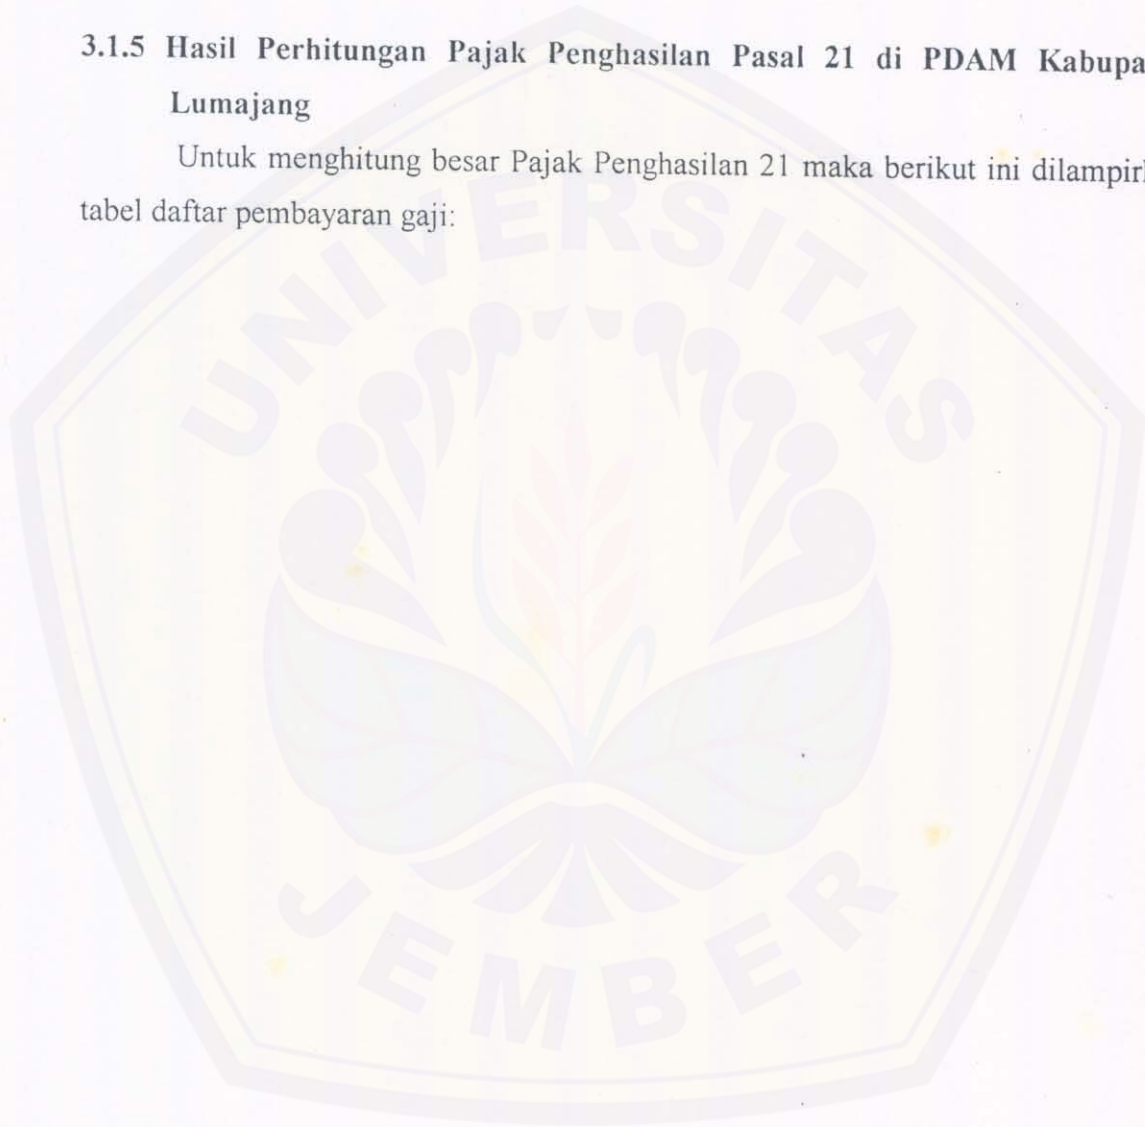 3.1.5 Hasil Perhitungan Pajak Penghasilan Pasal 21 di PDAM Kabupa
Lumajang
Untuk menghitung besar Pajak Penghasilan 21 maka berikut ini dilampir
tabel daftar pembayaran gaji:
UNIVERSITAS
JEMBER